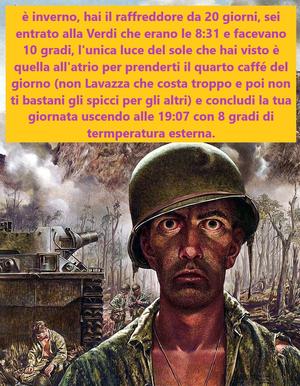 è inverno, hai il raffreddore da 20 giorni, sei
entrato alla Verdi che erano le 8:31 e facevano
10 gradi, l'unica luce del sole che hai visto è
quella all'atrio per prenderti il quarto caffé del
giorno (non Lavazza che costa troppo e poi non
ti bastano gli spicci per gli altri) e concludi la tua
giornata uscendo alle 19:07 con 8 gradi di
termperatura esterna.